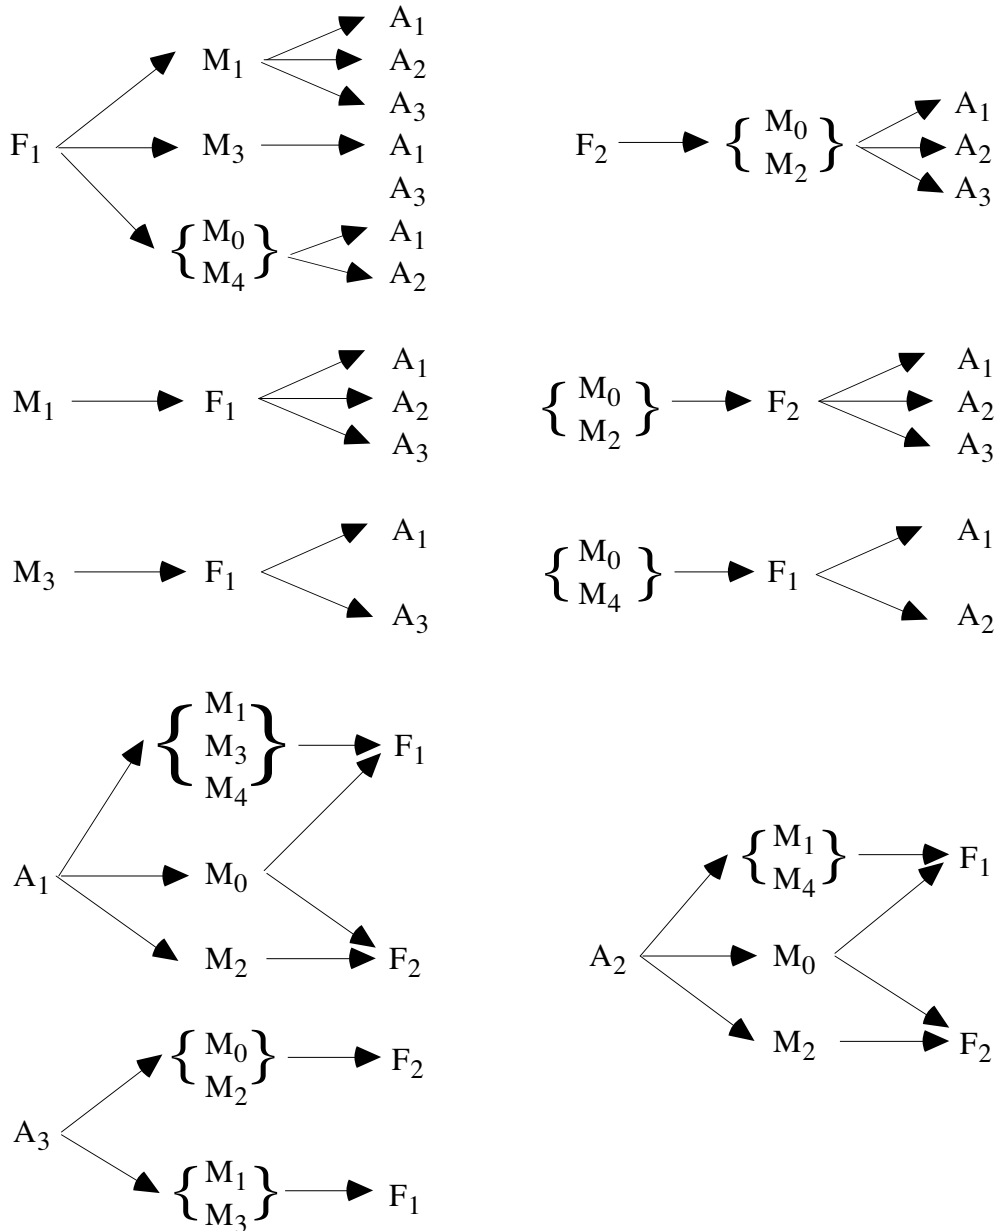 F1 M1 A1
A2
A3
M3 A1
A3
{ M0 M4 } A1
A2
F2 { M0 M2 } A1
A2
A3
M1 F1 A1
A2
A3
{ M0 M2 } F2 A1
A2
A3
M3 F1 A1
A3
{ M0 M4 } F1 A1
A2
A1 { M1 M3 M4 } F1
M0
M2 F2
A2 { M1 M4 } F1
M0
M2 F2
A3 { M0 M2 } F2
{ M1 M3 } F1